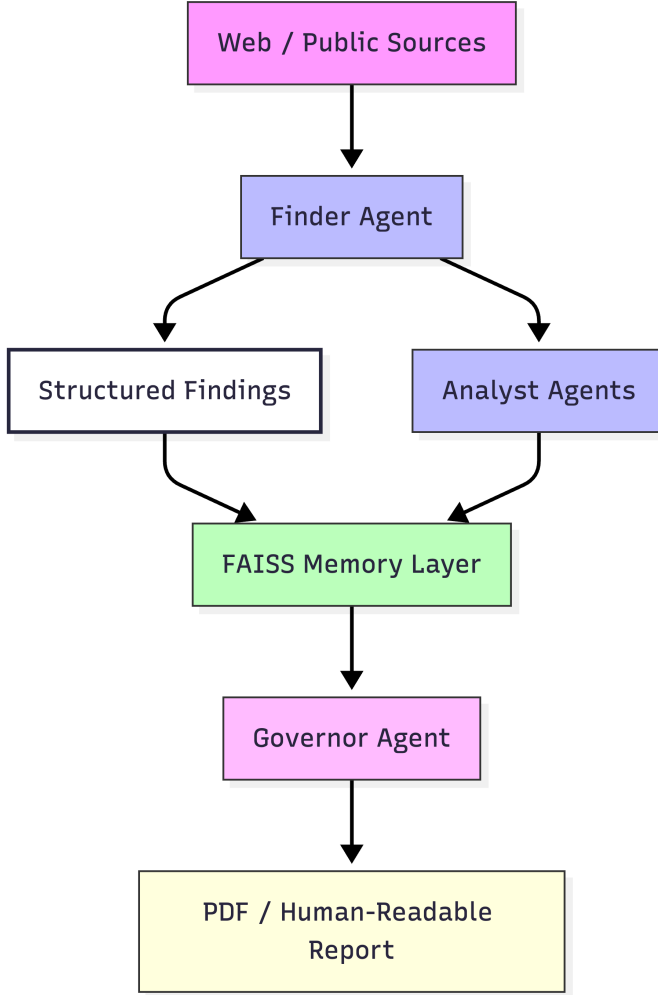 Web / Public Sources
Finder Agent
Structured Findings
Analyst Agents
FAISS Memory Layer
Governor Agent
PDF / Human-Readable
Report